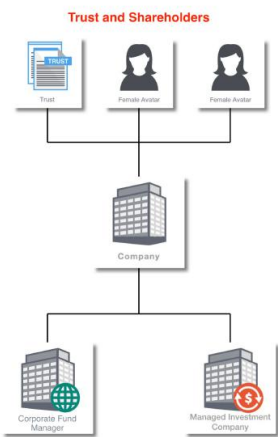 Trust and Shareholders
TRUST
Trust
Female Avatar
Female Avatar
Company
$
Corporate Fund
Manager
Managed Investment
Company